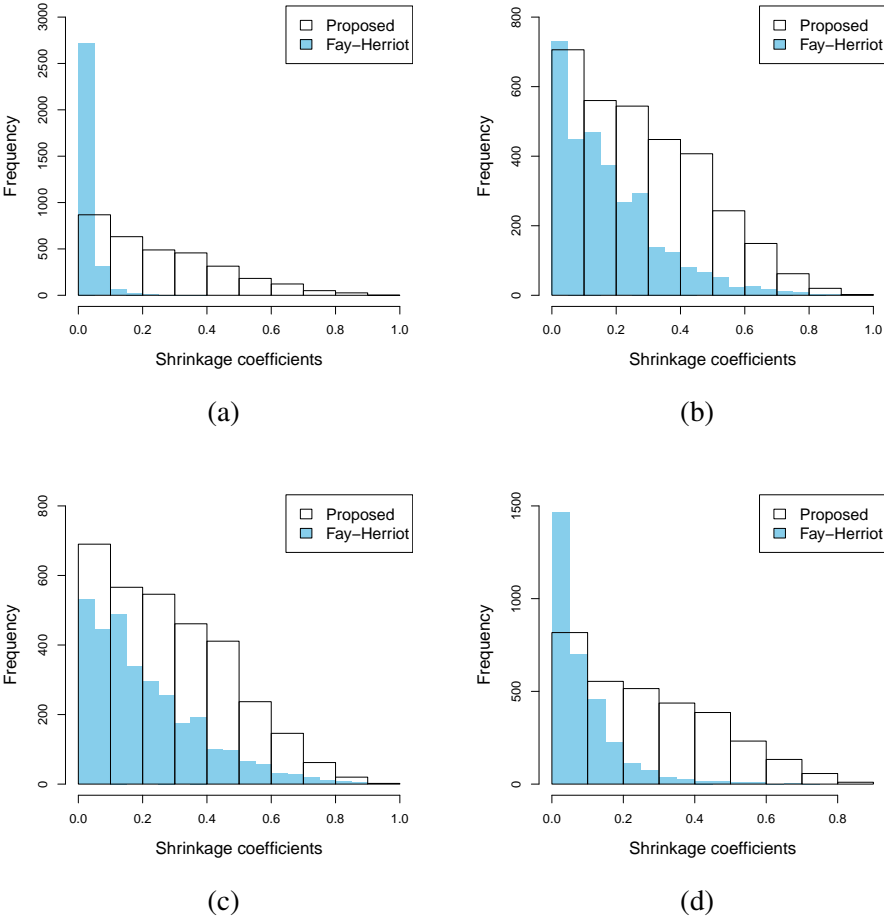 Proposed
Fay−Herriot
Frequency
0 500 1000 1500 2000 2500 3000
0.0 0.2 0.4 0.6 0.8 1.0
Shrinkage coefficients
(a)
Proposed
Fay−Herriot
Frequency
0 200 400 600 800
0.0 0.2 0.4 0.6 0.8 1.0
Shrinkage coefficients
(b)
Proposed
Fay−Herriot
Frequency
0 200 400 600 800
0.0 0.2 0.4 0.6 0.8 1.0
Shrinkage coefficients
(c)
Proposed
Fay−Herriot
Frequency
0 500 1000 1500
0.0 0.2 0.4 0.6 0.8
Shrinkage coefficients
(d)